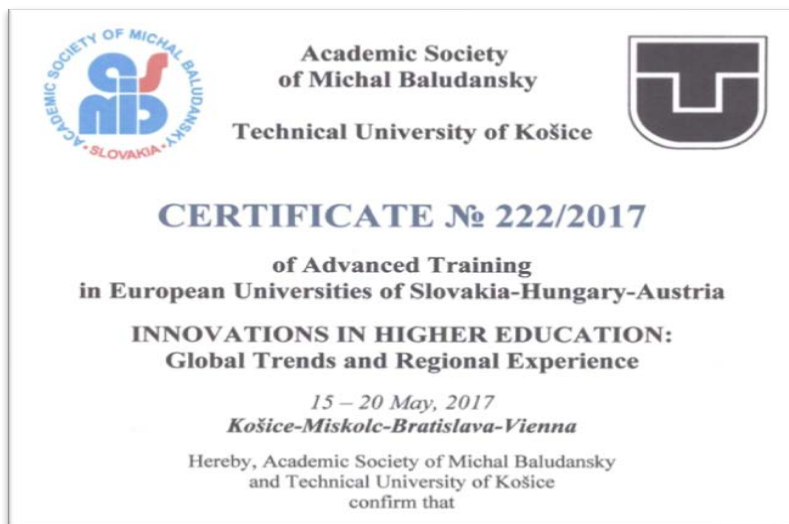 ACADEMIC SOCIETY OF MICHAL BALUDANSKY
• SLOVAKIA •
asmb
Academic Society
of Michal Baludansky
Technical University of Košice
CERTIFICATE № 222/2017
of Advanced Training
in European Universities of Slovakia-Hungary-Austria
INNOVATIONS IN HIGHER EDUCATION:
Global Trends and Regional Experience
15 – 20 May, 2017
Košice-Miskolc-Bratislava-Vienna
Hereby, Academic Society of Michal Baludansky
and Technical University of Košice
confirm that